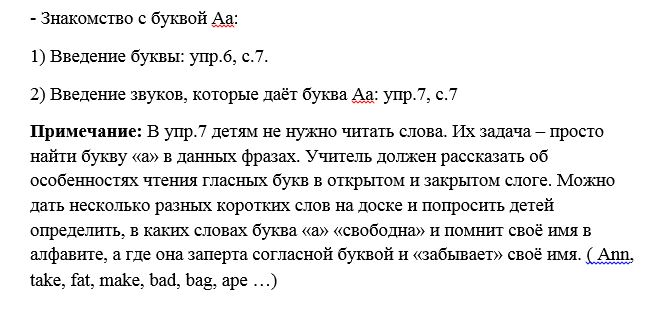 - Знакомство с буквой Аа:
1) Введение буквы: упр.6, с.7.
2) Введение звуков, которые даёт буква Аа: упр.7, с.7
Примечание: В упр.7 детям не нужно читать слова. Их задача – просто
найти букву «а» в данных фразах. Учитель должен рассказать об
особенностях чтения гласных букв в открытом и закрытом слоге. Можно
дать несколько разных коротких слов на доске и попросить детей
определить, в каких словах буква «а» «свободна» и помнит своё имя в
алфавите, а где она заперта согласной буквой и «забывает» своё имя. ( Ann,
take, fat, make, bad, bag, ape …)